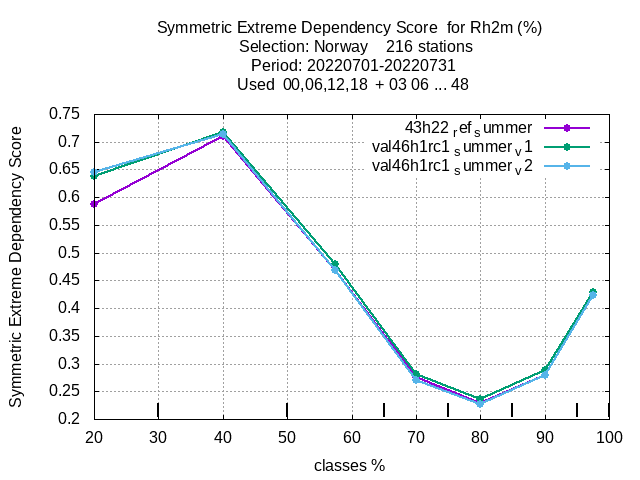 Symmetric Extreme Dependency Score  for Rh2m (%)
Selection: Norway    216 stations
Period: 20220701-20220731
Used  00,06,12,18  + 03 06 ... 48
43h22 ref summer
val46h1rc1 summer v1
val46h1rc1 summer v2
Symmetric Extreme Dependency Score
0.75
0.7
0.65
0.6
0.55
0.5
0.45
0.4
0.35
0.3
0.25
0.2
20 30 40 50 60 70 80 90 100
classes %